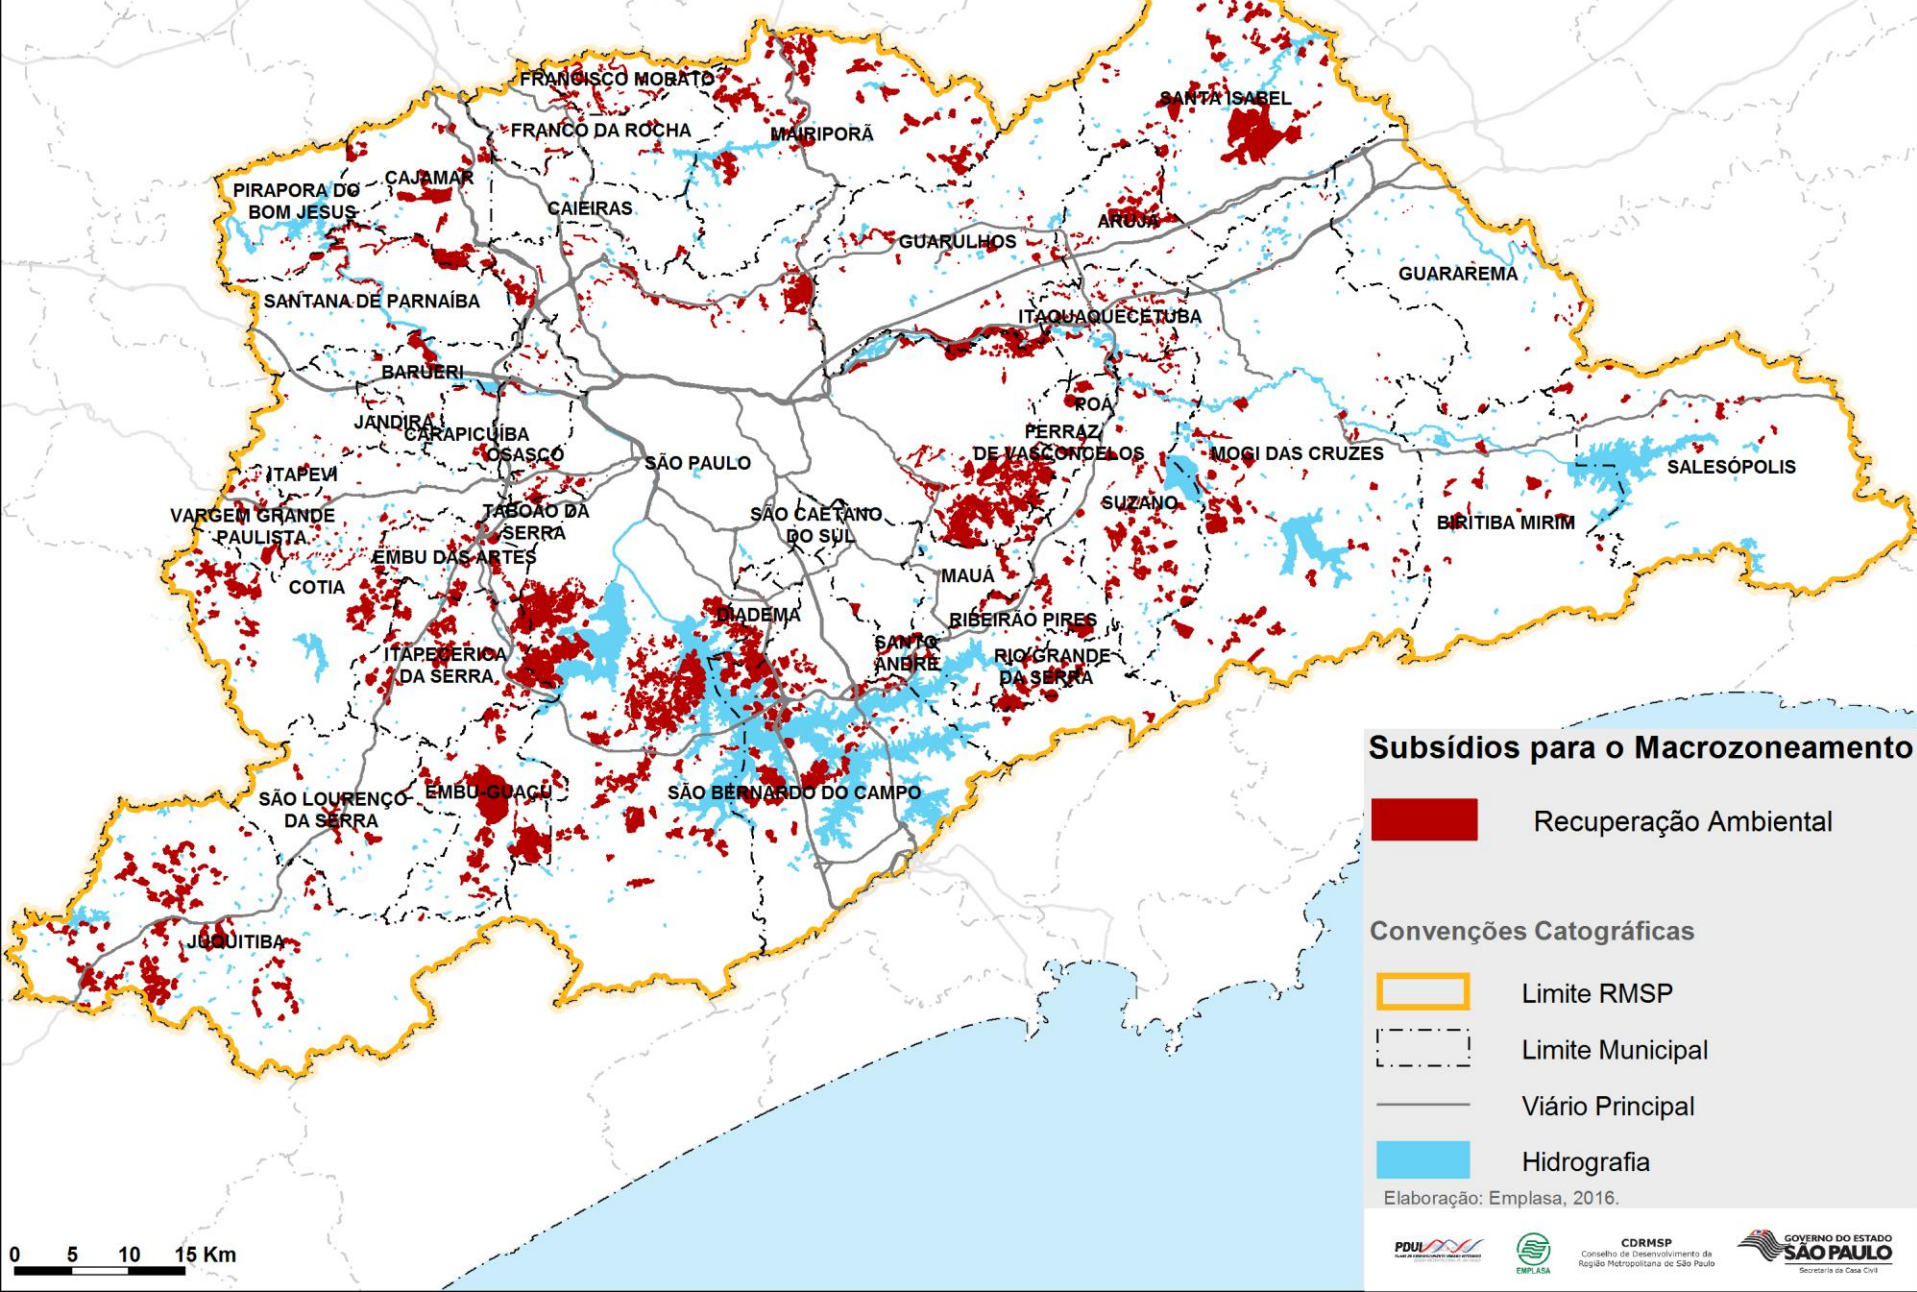 FRANCISCO MORATO
SANTA ISABEL
FRANCO DA ROCHA
MAIRIPORÃ
CAJAMAR
PIRAPORA DO
BOM JESUS
CAIEIRAS
ARUJÁ
GUARULHOS
GUARAREMA
SANTANA DE PARNAÍBA
ITAQUAQUECETUBA
BARUERI
POÁ
JANDIRA
CARAPICUÍBA
FERRAZ
DE VASCONCELOS
OSASCO
MOGI DAS CRUZES
SÃO PAULO
SALESÓPOLIS
ITAPEVI
SUZANO
VARGEM GRANDE
PAULISTA
TABOÃO DA
SERRA
SÃO CAETANO
DO SUL
BIRITIBA MIRIM
EMBU DAS ARTES
MAUÁ
COTIA
DIADEMA
RIBEIRÃO PIRES
SANTO
ANDRÉ
ITAPECERICA
DA SERRA
RIO GRANDE
DA SERRA
EMBU-GUAÇU
SÃO BERNARDO DO CAMPO
SÃO LOURENÇO
DA SERRA
JUQUITIBA
Subsídios para o Macrozoneamento
Recuperação Ambiental
Convenções Catográficas
Limite RMSP
Limite Municipal
Viário Principal
Hidrografia
Elaboração: Emplasa, 2016.
0 5 10 15 Km
PDUI
EMPLASA
CDRMSP
Conselho de Desenvolvimento da
Região Metropolitana de São Paulo
GOVERNO DO ESTADO
SÃO PAULO
Secretaria da Casa Civil